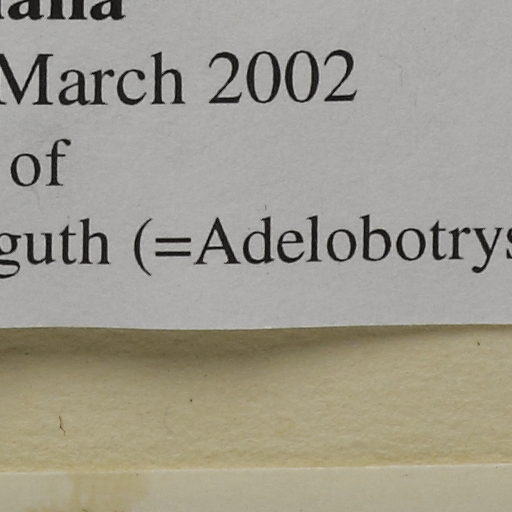 March 2002
of
guth (=Adelobotrys